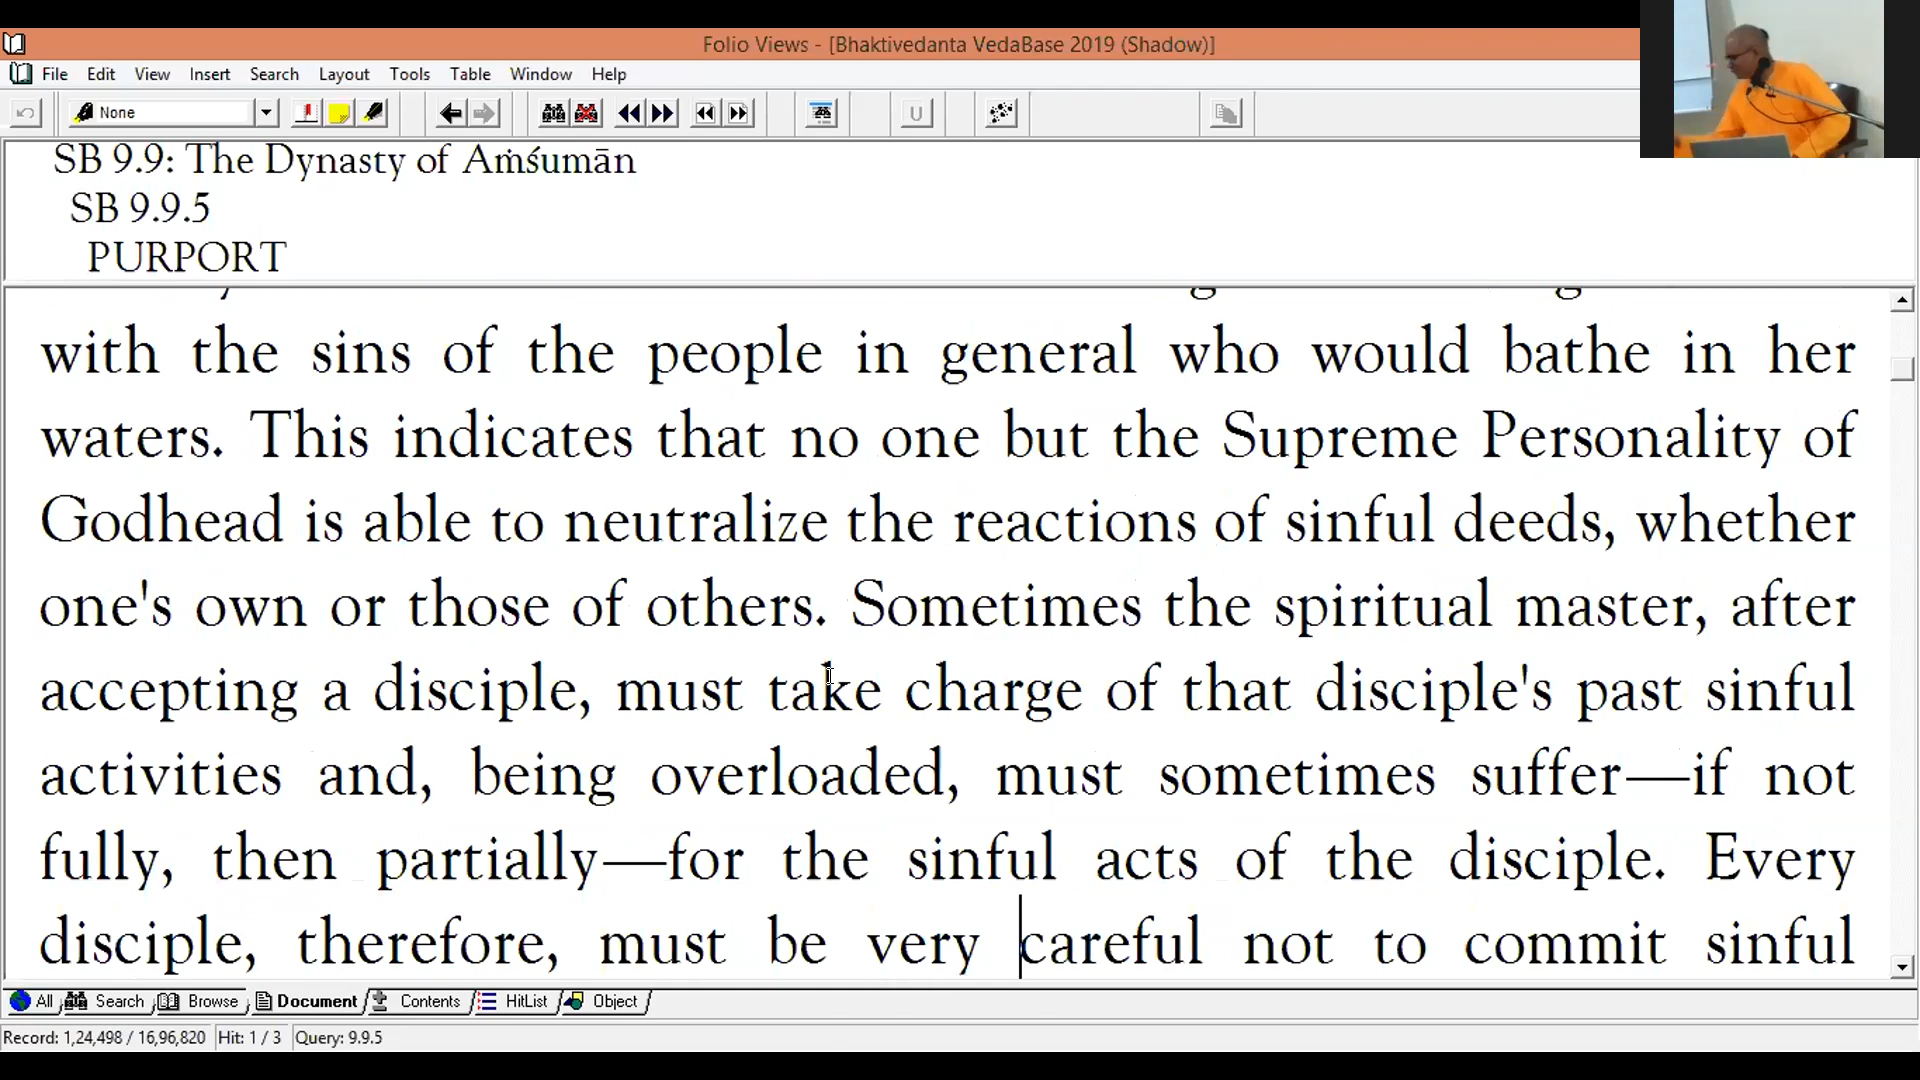 Folio Views - [Bhaktivedanta VedaBase 2019 (Shadow)]
File Edit View Insert Search Layout Tools Table Window Help
None
U
SB 9.9: The Dynasty of Aṁśumān
SB 9.9.5
PURPORT
with the sins of the people in general who would bathe in her
waters. This indicates that no one but the Supreme Personality of
Godhead is able to neutralize the reactions of sinful deeds, whether
one's own or those of others. Sometimes the spiritual master, after
accepting a disciple, must take charge of that disciple's past sinful
activities and, being overloaded, must sometimes suffer—if not
fully, then partially—for the sinful acts of the disciple. Every
disciple, therefore, must be very careful not to commit sinful
All Search Browse Document Contents HitList Object
Record: 1,24,498 / 16,96,820 Hit: 1 / 3 Query: 9.9.5